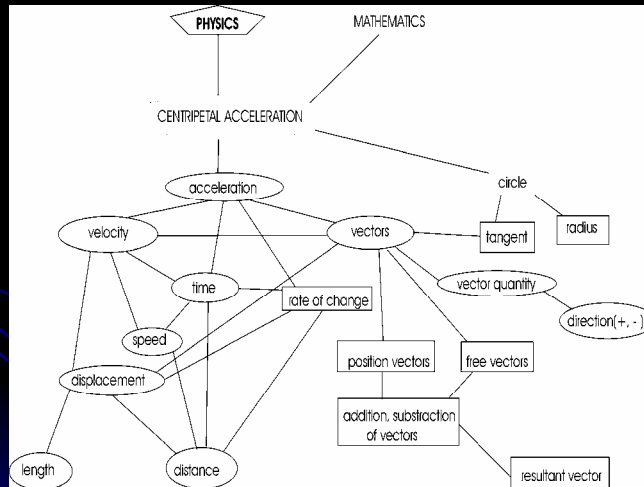 PHYSICS
MATHEMATICS
CENTRIPETAL ACCELERATION
acceleration
circle
velocity
vectors
tangent
radius
time
rate of change
vector quantity
direction(+, -)
speed
displacement
position vectors
free vectors
addition, substraction
of vectors
length
distance
resultant vector